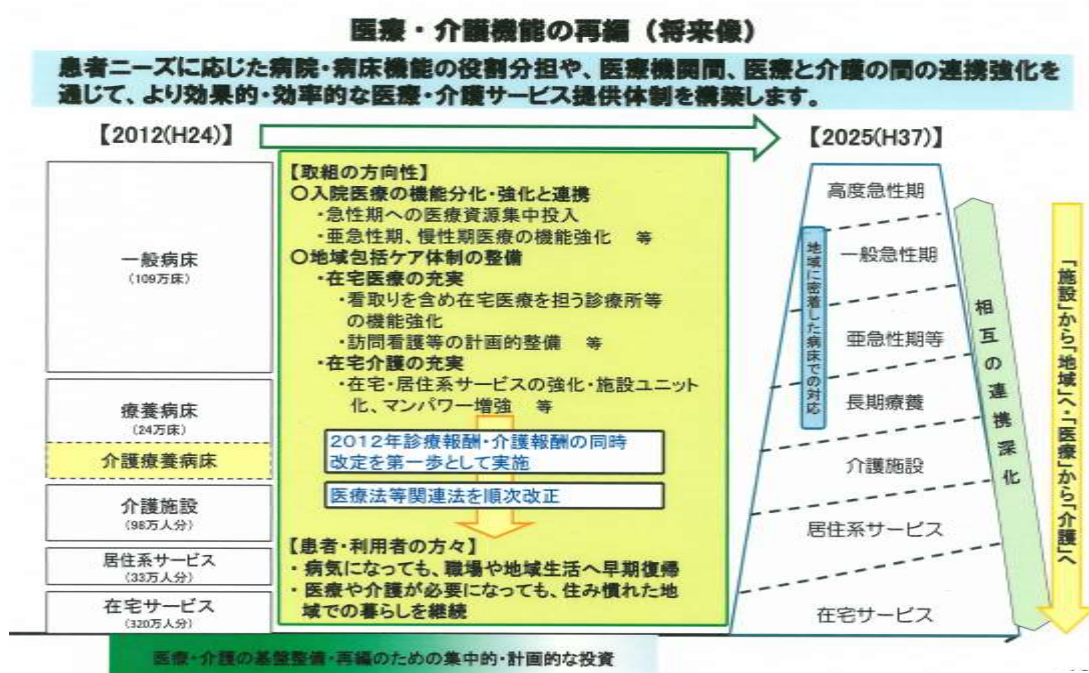 医療・介護機能の再編（将来像）
患者ニーズに応じた病院・病床機能の役割分担や、医療機関間、医療と介護の間の連携強化を
通じて、より効果的・効率的な医療・介護サービス提供体制を構築します。
【2012(H24)】
【2025(H37)】
一般病床
（109万床）
療養病床
（24万床）
介護療養病床
介護施設
（98万人分）
居住系サービス
（33万人分）
在宅サービス
（320万人分）
【取組の方向性】
○入院医療の機能分化・強化と連携
・急性期への医療資源集中投入
・亜急性期、慢性期医療の機能強化　等
○地域包括ケア体制の整備
・在宅医療の充実
・看取りを含め在宅医療を担う診療所等
の機能強化
・訪問看護等の計画的整備　等
・在宅介護の充実
・在宅・居住系サービスの強化・施設ユニット
化、マンパワー増強　等
2012年診療報酬・介護報酬の同時
改定を第一歩として実施
医療法等関連法を順次改正
【患者・利用者の方々】
・病気になっても、職場や地域生活へ早期復帰
・医療や介護が必要になっても、住み慣れた地
域での暮らしを継続
高度急性期
一般急性期
亜急性期等
長期療養
介護施設
居住系サービス
在宅サービス
地域に密着した病床での対応
相互の連携深化
「施設」から「地域」へ・「医療」から「介護」へ
医療・介護の基盤整備・再編のための集中的・計画的な投資